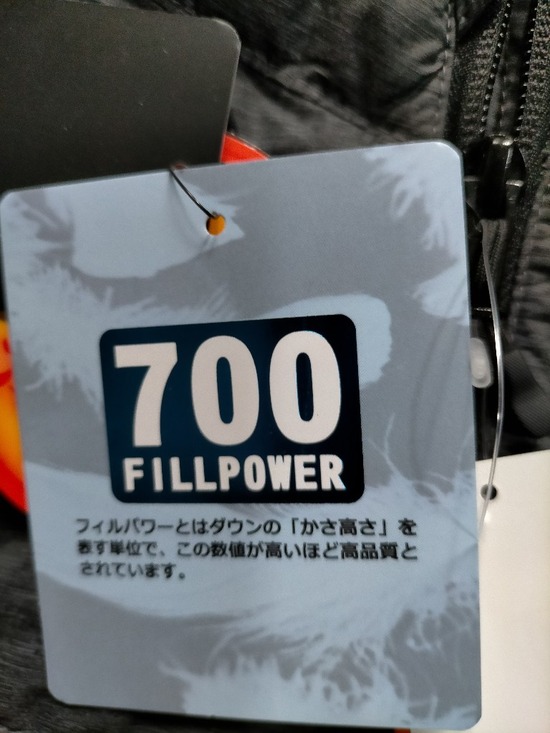 700
FILLPOWER
フィルパワーとはダウンの「かさ高さ」を
表す単位で、この数値が高いほど高品質と
されています。